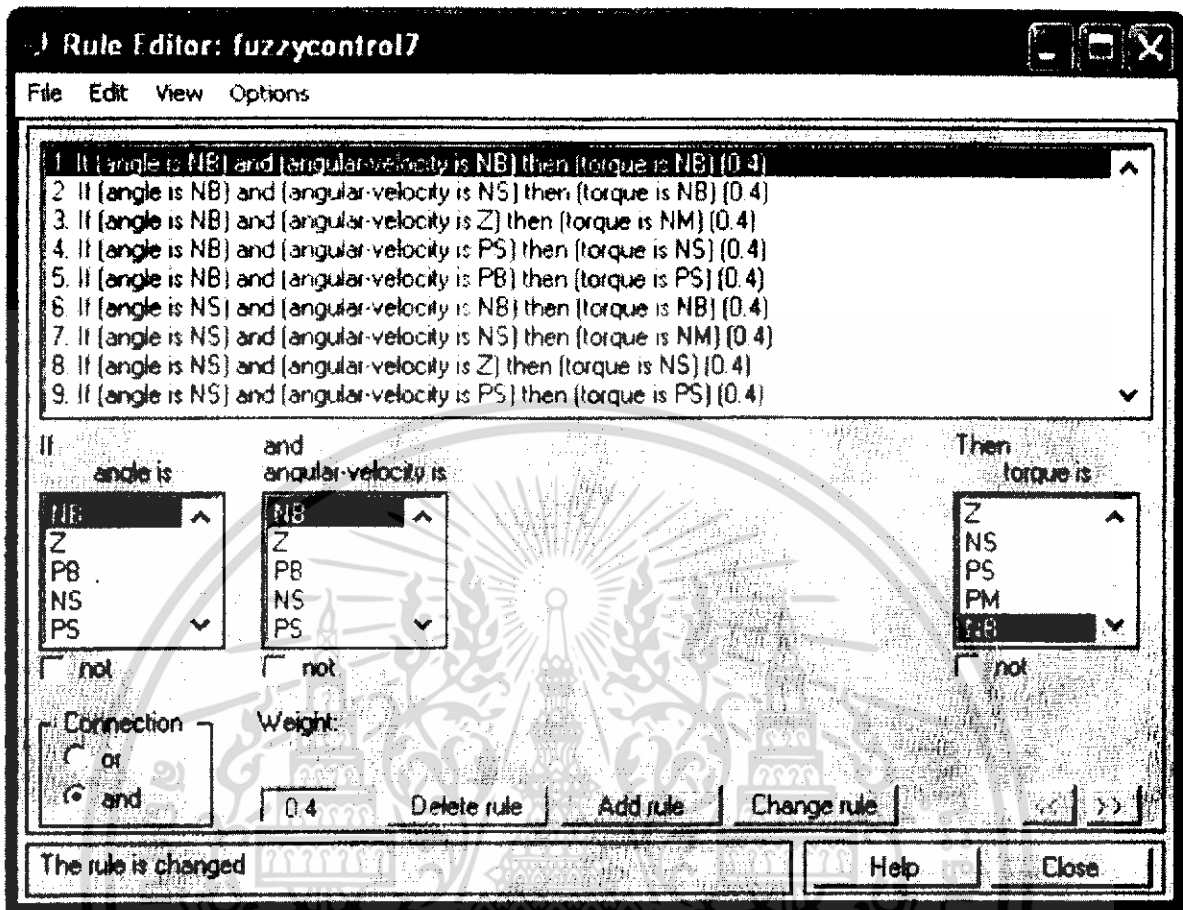 Rule Editor: fuzzycontrol7
File Edit View Options
1. If (angle is NB) and (angular-velocity is NB) then (torque is NB) (0.4)
2. If (angle is NB) and (angular-velocity is NS) then (torque is NB) (0.4)
3. If (angle is NB) and (angular-velocity is Z) then (torque is NM) (0.4)
4. If (angle is NB) and (angular-velocity is PS) then (torque is NS) (0.4)
5. If (angle is NB) and (angular-velocity is PB) then (torque is PS) (0.4)
6. If (angle is NS) and (angular-velocity is NB) then (torque is NB) (0.4)
7. If (angle is NS) and (angular-velocity is NS) then (torque is NM) (0.4)
8. If (angle is NS) and (angular-velocity is Z) then (torque is NS) (0.4)
9. If (angle is NS) and (angular-velocity is PS) then (torque is PS) (0.4)
If and Then
angle is angular-velocity is torque is
NB NB Z
Z Z NS
PB PB PS
NS NS PM
PS PS NB
not not not
Connection Weight:
or
and 0.4 Delete rule Add rule Change rule << >>
The rule is changed Help Close